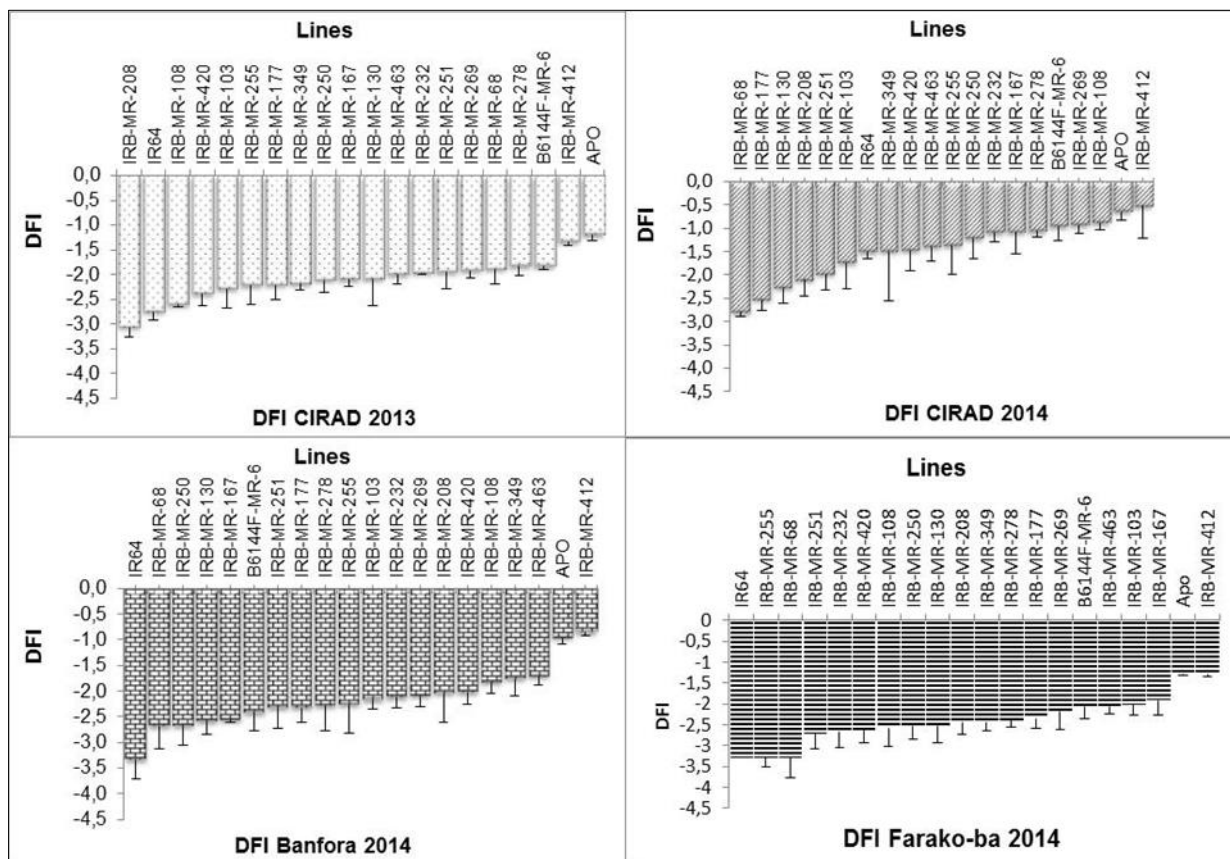 Lines
IRB-MR-208
IR64
IRB-MR-108
IRB-MR-420
IRB-MR-103
IRB-MR-255
IRB-MR-177
IRB-MR-349
IRB-MR-250
IRB-MR-167
IRB-MR-130
IRB-MR-463
IRB-MR-232
IRB-MR-251
IRB-MR-269
IRB-MR-68
IRB-MR-278
B6144F-MR-6
IRB-MR-412
APO
0,0
-0,5
-1,0
-1,5
-2,0
-2,5
-3,0
-3,5
-4,0
-4,5
DFI
DFI CIRAD 2013
Lines
IRB-MR-68
IRB-MR-177
IRB-MR-130
IRB-MR-208
IRB-MR-251
IRB-MR-103
IR64
IRB-MR-349
IRB-MR-420
IRB-MR-463
IRB-MR-255
IRB-MR-250
IRB-MR-232
IRB-MR-167
IRB-MR-278
B6144F-MR-6
IRB-MR-269
IRB-MR-108
APO
IRB-MR-412
0,0
-0,5
-1,0
-1,5
-2,0
-2,5
-3,0
-3,5
-4,0
-4,5
DFI
DFI CIRAD 2014
Lines
IR64
IRB-MR-68
IRB-MR-250
IRB-MR-130
IRB-MR-167
B6144F-MR-6
IRB-MR-251
IRB-MR-177
IRB-MR-278
IRB-MR-255
IRB-MR-103
IRB-MR-232
IRB-MR-269
IRB-MR-208
IRB-MR-420
IRB-MR-108
IRB-MR-349
IRB-MR-463
APO
IRB-MR-412
0,0
-0,5
-1,0
-1,5
-2,0
-2,5
-3,0
-3,5
-4,0
-4,5
DFI
DFI Banfora 2014
Lines
IR64
IRB-MR-255
IRB-MR-68
IRB-MR-251
IRB-MR-232
IRB-MR-420
IRB-MR-108
IRB-MR-250
IRB-MR-130
IRB-MR-208
IRB-MR-349
IRB-MR-278
IRB-MR-177
IRB-MR-269
B6144F-MR-6
IRB-MR-463
IRB-MR-103
IRB-MR-167
Apo
IRB-MR-412
0
-0,5
-1
-1,5
-2
-2,5
-3
-3,5
-4
-4,5
DFI
DFI Farako-ba 2014